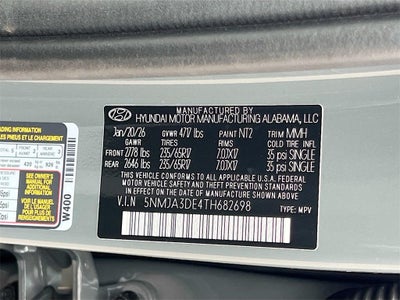 MANUFACTURED BY
HYUNDAI MOTOR MANUFACTURING ALABAMA, LLC
Jan/20/26 GVWR 4717 lbs PAINT NT2 TRIM MMH
GAWR TIRES RIMS COLD TIRE INFL
FRONT 2778 lbs 235/65R17 7.0JX17 35 psi SINGLE
REAR 2646 lbs 235/65R17 7.0JX17 35 psi SINGLE
THIS VEHICLE CONFORMS TO ALL APPLICABLE U.S.A. FEDERAL
MOTOR VEHICLE SAFETY, BUMPER, AND THEFT PREVENTION
STANDARDS IN EFFECT ON THE DATE OF MANUFACTURE SHOWN ABOVE.
V.I.N 5NMJA3DE4TH682698 TYPE: MPV
W400